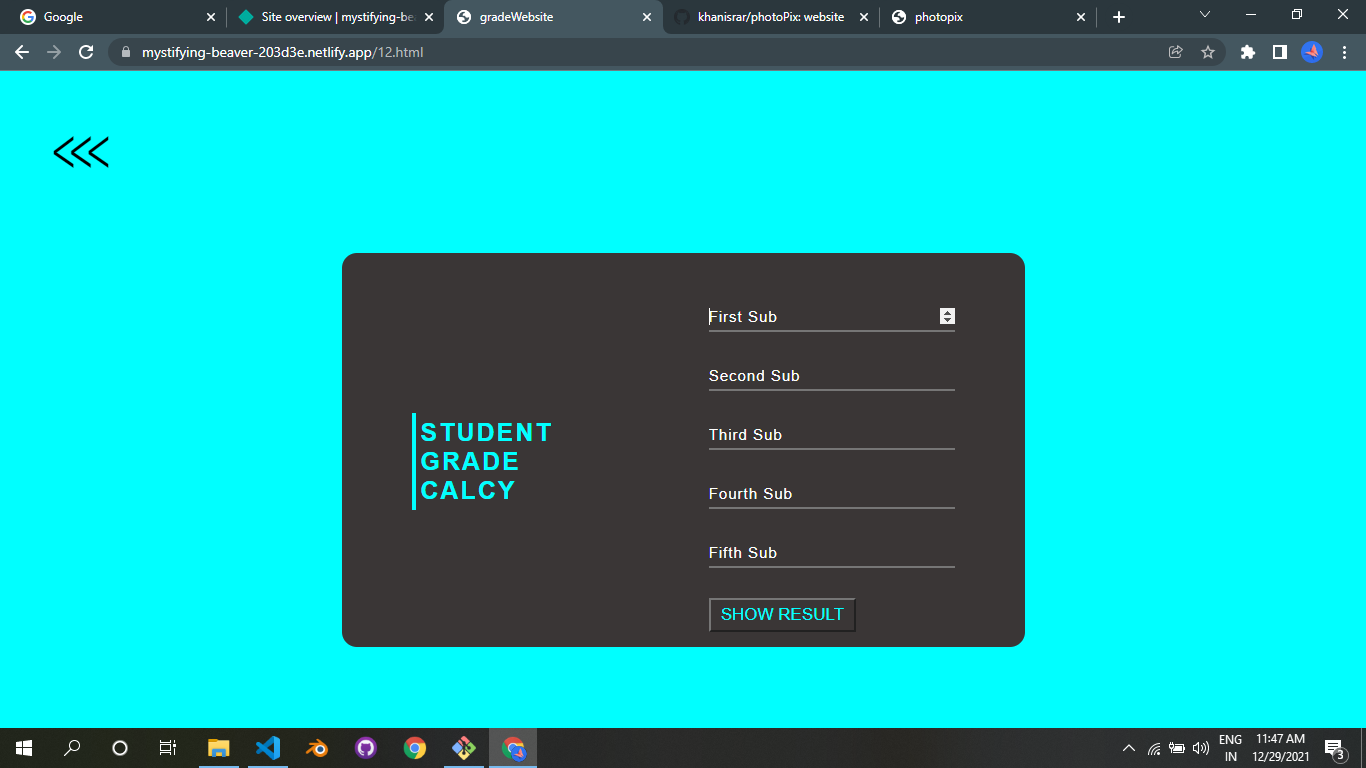 Google
Site overview | mystifying-bea
gradeWebsite
khanisrar/photoPix: website
photopix
mystifying-beaver-203d3e.netlify.app/12.html
<<<
First Sub
Second Sub
Third Sub
STUDENT
GRADE
CALCY
Fourth Sub
Fifth Sub
SHOW RESULT
ENG
IN
11:47 AM
12/29/2021
3